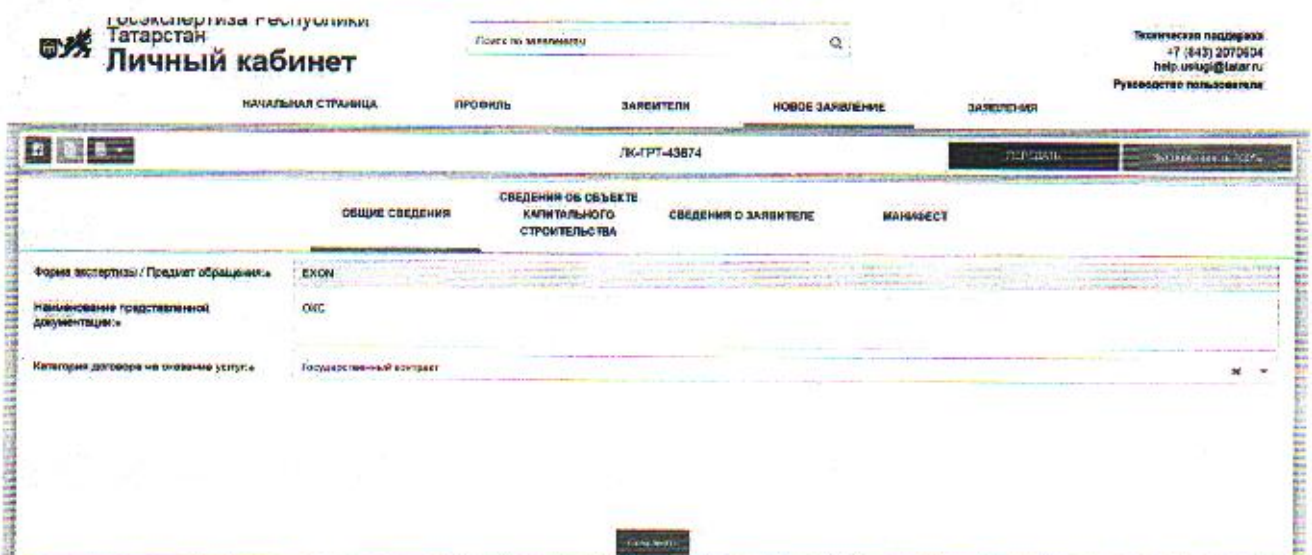 Госэкспертиза Республики
Татарстан
Личный кабинет
Поиск по заявлению
Техническая поддержка
+7 (843) 2070604
help.uslugi@tatar.ru
Руководство пользователя
НАЧАЛЬНАЯ СТРАНИЦА
ПРОФИЛЬ
ЗАЯВИТЕЛИ
НОВОЕ ЗАЯВЛЕНИЕ
ЗАЯВЛЕНИЯ
ЛК-ГРТ-43674
ПЕРЕДАТЬ
ОБЩИЕ СВЕДЕНИЯ
СВЕДЕНИЯ ОБ ОБЪЕКТЕ
КАПИТАЛЬНОГО
СТРОИТЕЛЬСТВА
СВЕДЕНИЯ О ЗАЯВИТЕЛЕ
МАНИФЕСТ
Форма экспертизы / Предмет обращения:*
EXON
Наименование представленной
документации:*
ОКС
Категория договора на оказание услуг:*
Государственный контракт